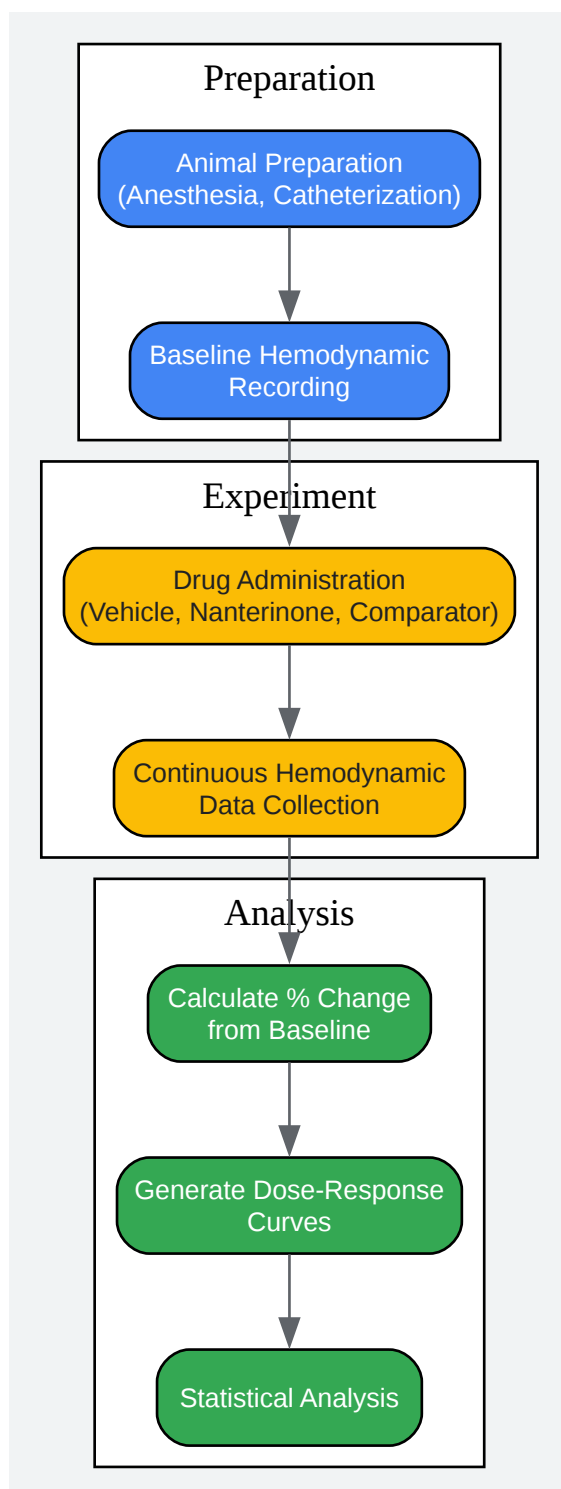 Preparation
Animal Preparation
(Anesthesia, Catheterization)
Baseline Hemodynamic
Recording
Experiment
Drug Administration
(Vehicle, Nanterinone, Comparator)
Continuous Hemodynamic
Data Collection
Analysis
Calculate % Change
from Baseline
Generate Dose-Response
Curves
Statistical Analysis